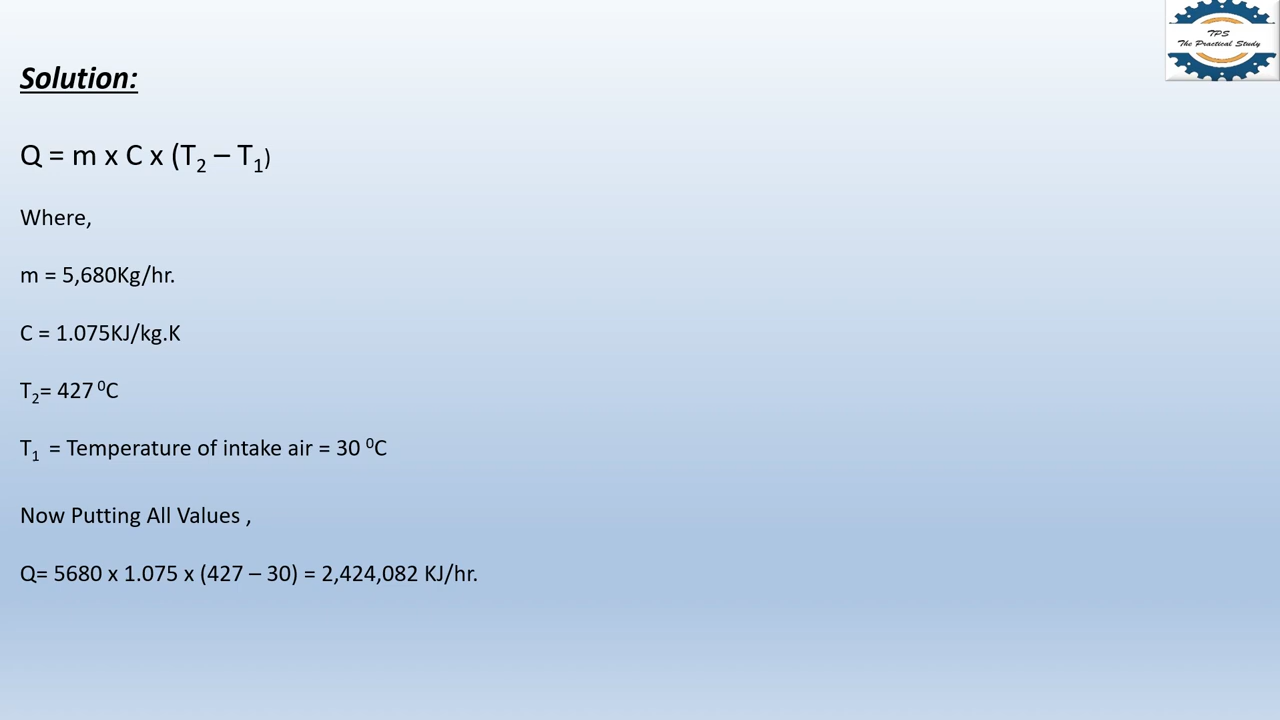 TPS
The Practical Study
Solution:
Q = m x C x (T₂ – T₁)
Where,
m = 5,680Kg/hr.
C = 1.075KJ/kg.K
T₂= 427 ⁰C
T₁ = Temperature of intake air = 30 ⁰C
Now Putting All Values ,
Q= 5680 x 1.075 x (427 – 30) = 2,424,082 KJ/hr.